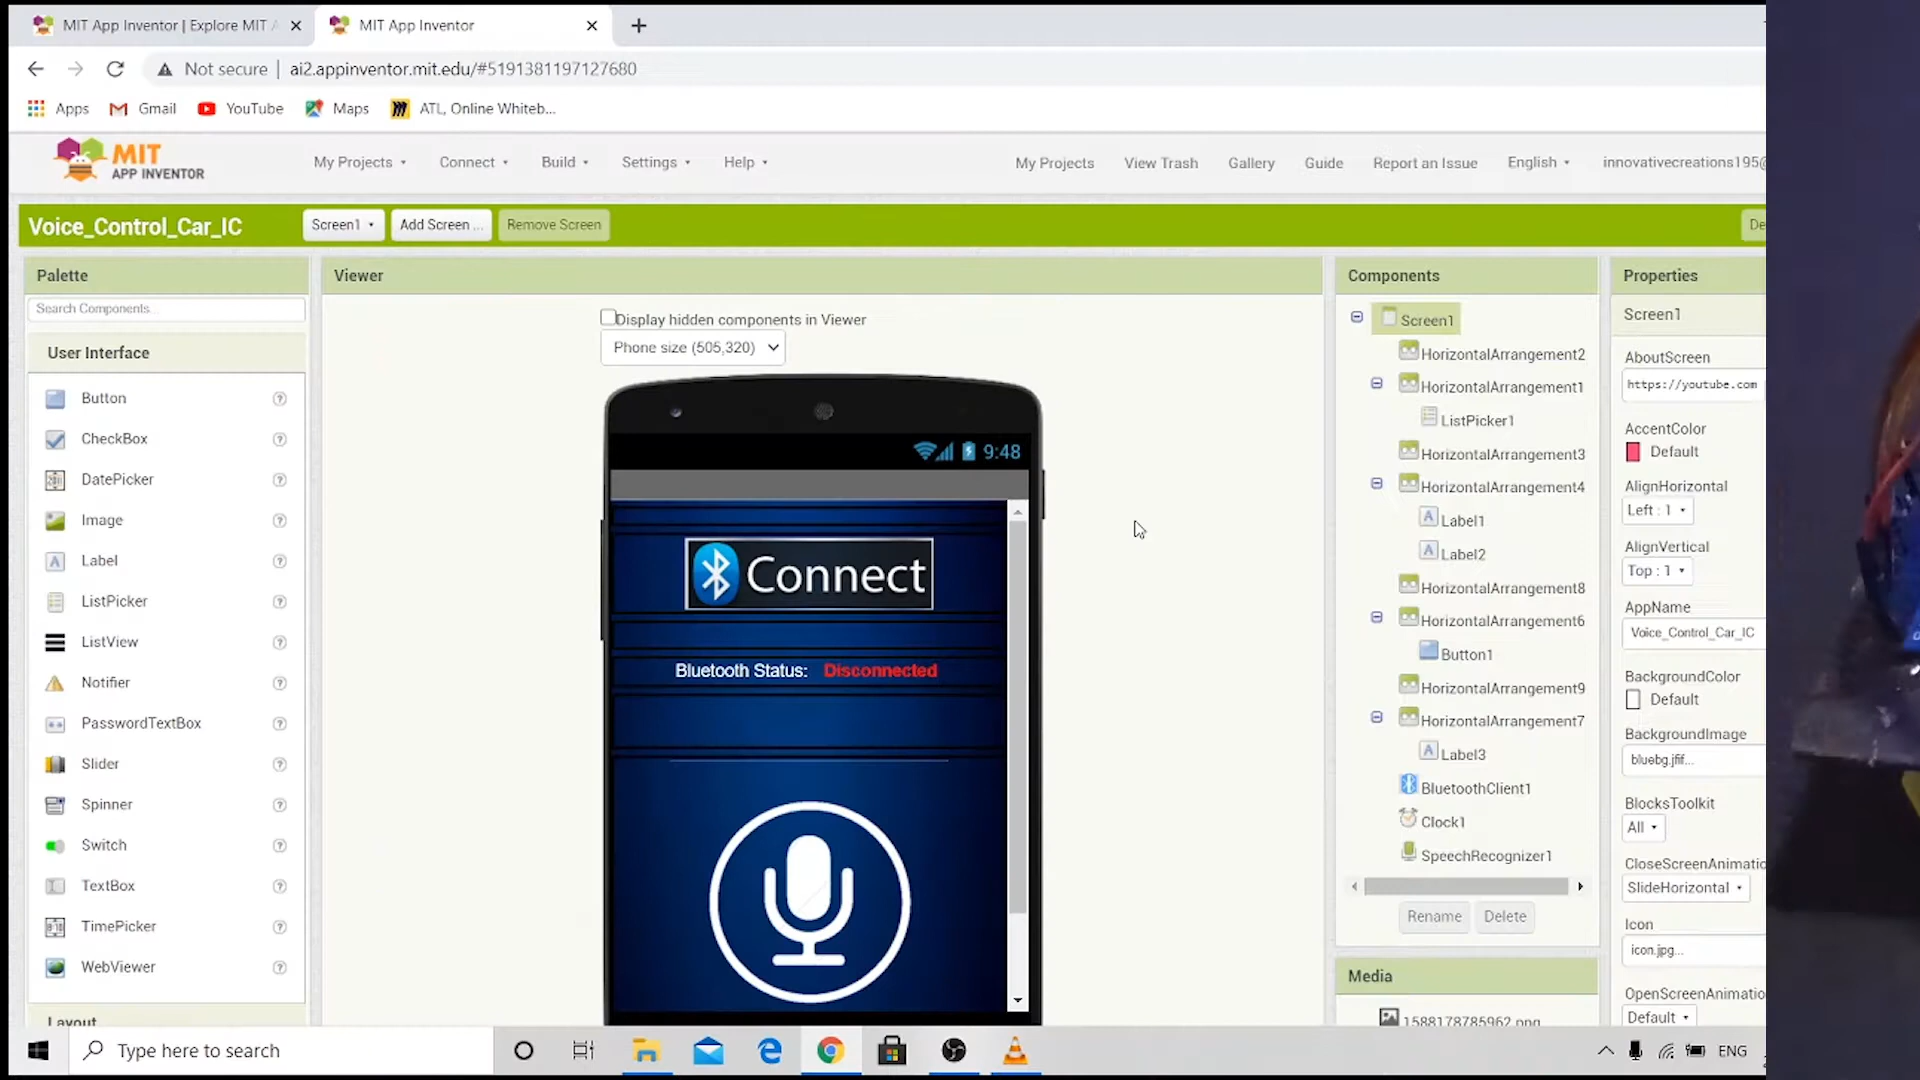 MIT App Inventor | Explore MIT A
MIT App Inventor
Not secure
ai2.appinventor.mit.edu/#5191381197127680
Apps
Gmail
YouTube
Maps
ATL, Online Whiteb...
MIT
APP INVENTOR
My Projects
Connect
Build
Settings
Help
My Projects
View Trash
Gallery
Guide
Report an Issue
English
innovativecreations195@
Voice_Control_Car_IC
Screen1
Add Screen ...
Remove Screen
De
Palette
Search Components...
User Interface
Button
CheckBox
DatePicker
Image
Label
ListPicker
ListView
Notifier
PasswordTextBox
Slider
Spinner
Switch
TextBox
TimePicker
WebViewer
Layout
Viewer
Display hidden components in Viewer
Phone size (505,320)
9:48
Connect
Bluetooth Status: Disconnected
Components
Screen1
HorizontalArrangement2
HorizontalArrangement1
ListPicker1
HorizontalArrangement3
HorizontalArrangement4
Label1
Label2
HorizontalArrangement8
HorizontalArrangement6
Button1
HorizontalArrangement9
HorizontalArrangement7
Label3
BluetoothClient1
Clock1
SpeechRecognizer1
Rename
Delete
Media
1588178785962.png
Properties
Screen1
AboutScreen
https://youtube.com
AccentColor
Default
AlignHorizontal
Left : 1
AlignVertical
Top : 1
AppName
Voice_Control_Car_IC
BackgroundColor
Default
BackgroundImage
bluebg.jfif...
BlocksToolkit
All
CloseScreenAnimatio
SlideHorizontal
Icon
icon.jpg...
OpenScreenAnimatio
Default
Type here to search
ENG